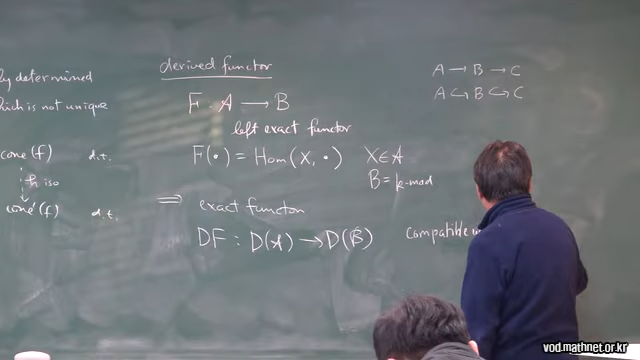 ly determined
which is not unique
cone(f) d.t.
h iso
cone'(f) d.t.
derived functor
F : A → B
left exact functor
F(•) = Hom(X, •) X∈A
B = k-mod
⇒ exact functor
DF : D(A) → D(B)
compatible
A → B → C
A ↪ B ↪ C
vod.mathnet.or.kr